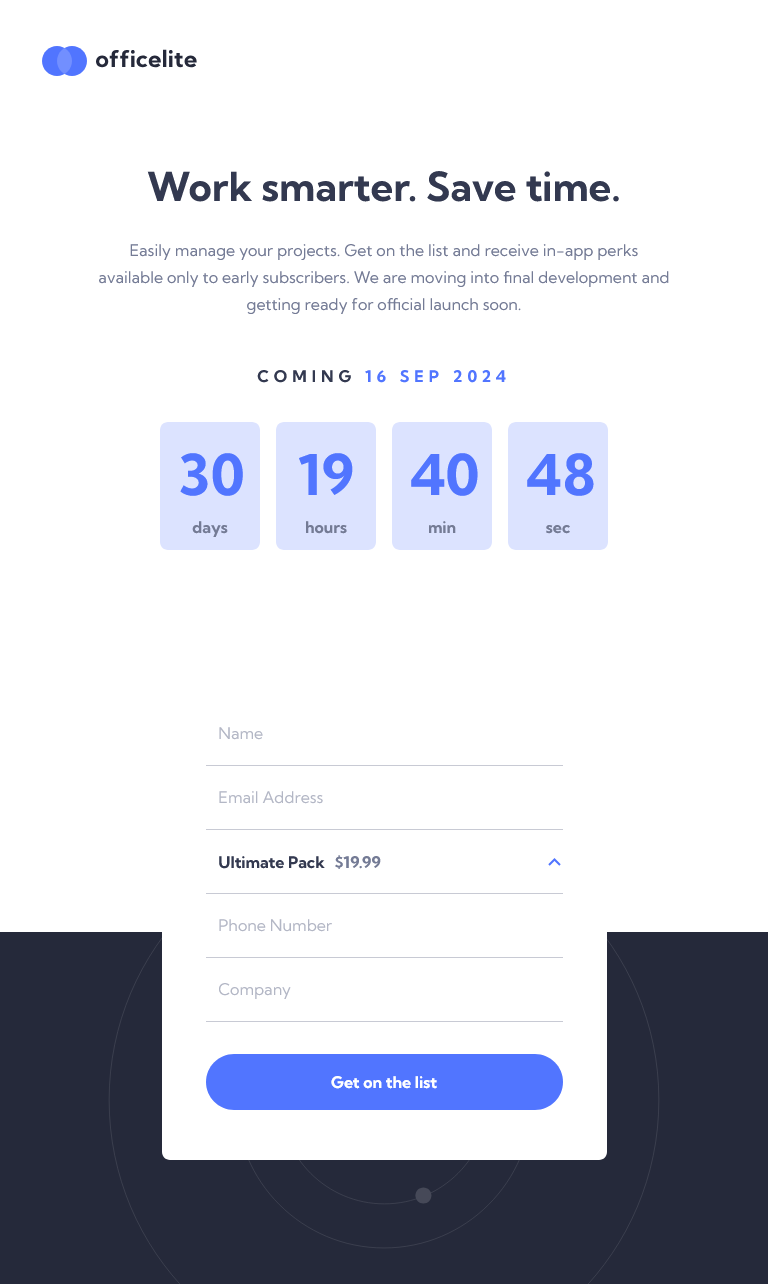 officelite
Work smarter. Save time.
Easily manage your projects. Get on the list and receive in-app perks
available only to early subscribers. We are moving into final development and
getting ready for official launch soon.
COMING 16 SEP 2024
30 19 40 48
days hours min sec
Name
Email Address
Ultimate Pack $19.99
Phone Number
Company
Get on the list